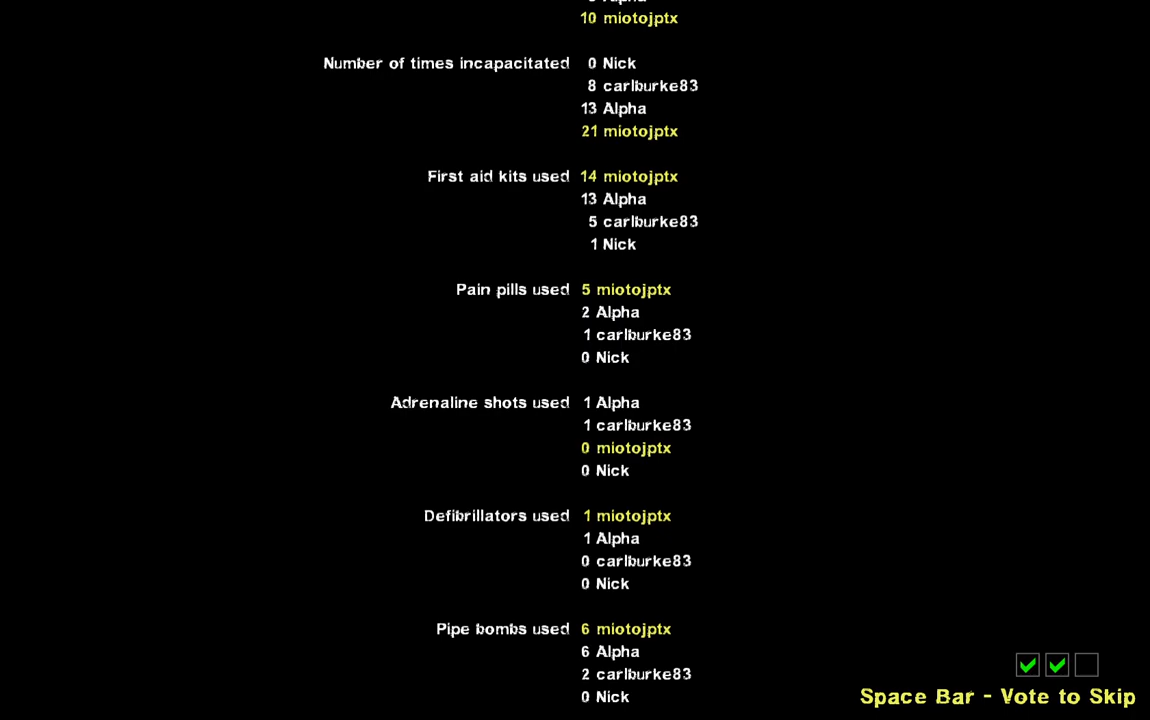 10 miotojptx
Number of times incapacitated 0 Nick
8 carlburke83
13 Alpha
21 miotojptx
First aid kits used 14 miotojptx
13 Alpha
5 carlburke83
1 Nick
Pain pills used 5 miotojptx
2 Alpha
1 carlburke83
0 Nick
Adrenaline shots used 1 Alpha
1 carlburke83
0 miotojptx
0 Nick
Defibrillators used 1 miotojptx
1 Alpha
0 carlburke83
0 Nick
Pipe bombs used 6 miotojptx
6 Alpha
2 carlburke83
0 Nick
Space Bar - Vote to Skip